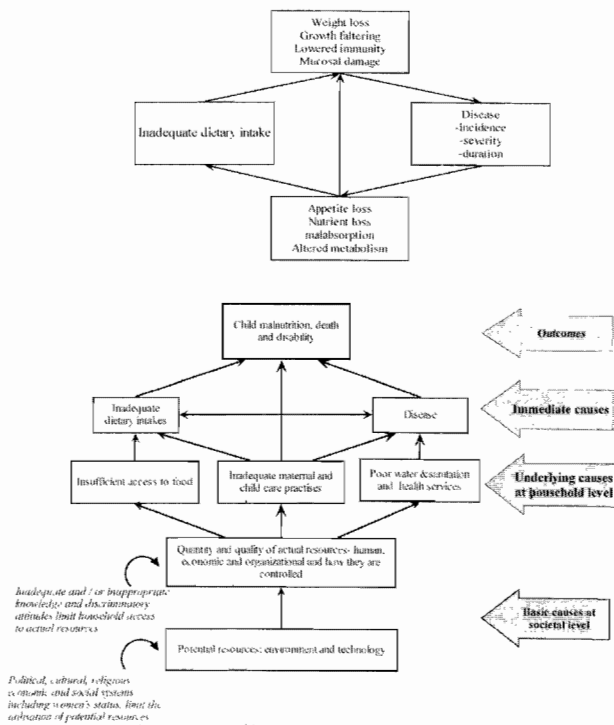 Weight loss
Growth faltering
Lowered immunity
Mucosal damage
Inadequate dietary intake
Disease
-incidence
-severity
-duration
Appetite loss
Nutrient loss
malabsorption
Altered metabolism
Child malnutrition, death
and disability
Outcomes
Inadequate
dietary intakes
Disease
Immediate causes
Insufficient access to food
Inadequate maternal and
child care practises
Poor water &sanitation
and health services
Underlying causes
at household level
Quantity and quality of actual resources- human,
economic and organizational and how they are
controlled
Inadequate and / or inappropriate
knowledge and discriminatory
attitudes limit household access
to actual resources
Basic causes at
societal level
Potential resources: environment and technology
Political, cultural, religious
economic and social systems
including women's status, limit the
utilisation of potential resources